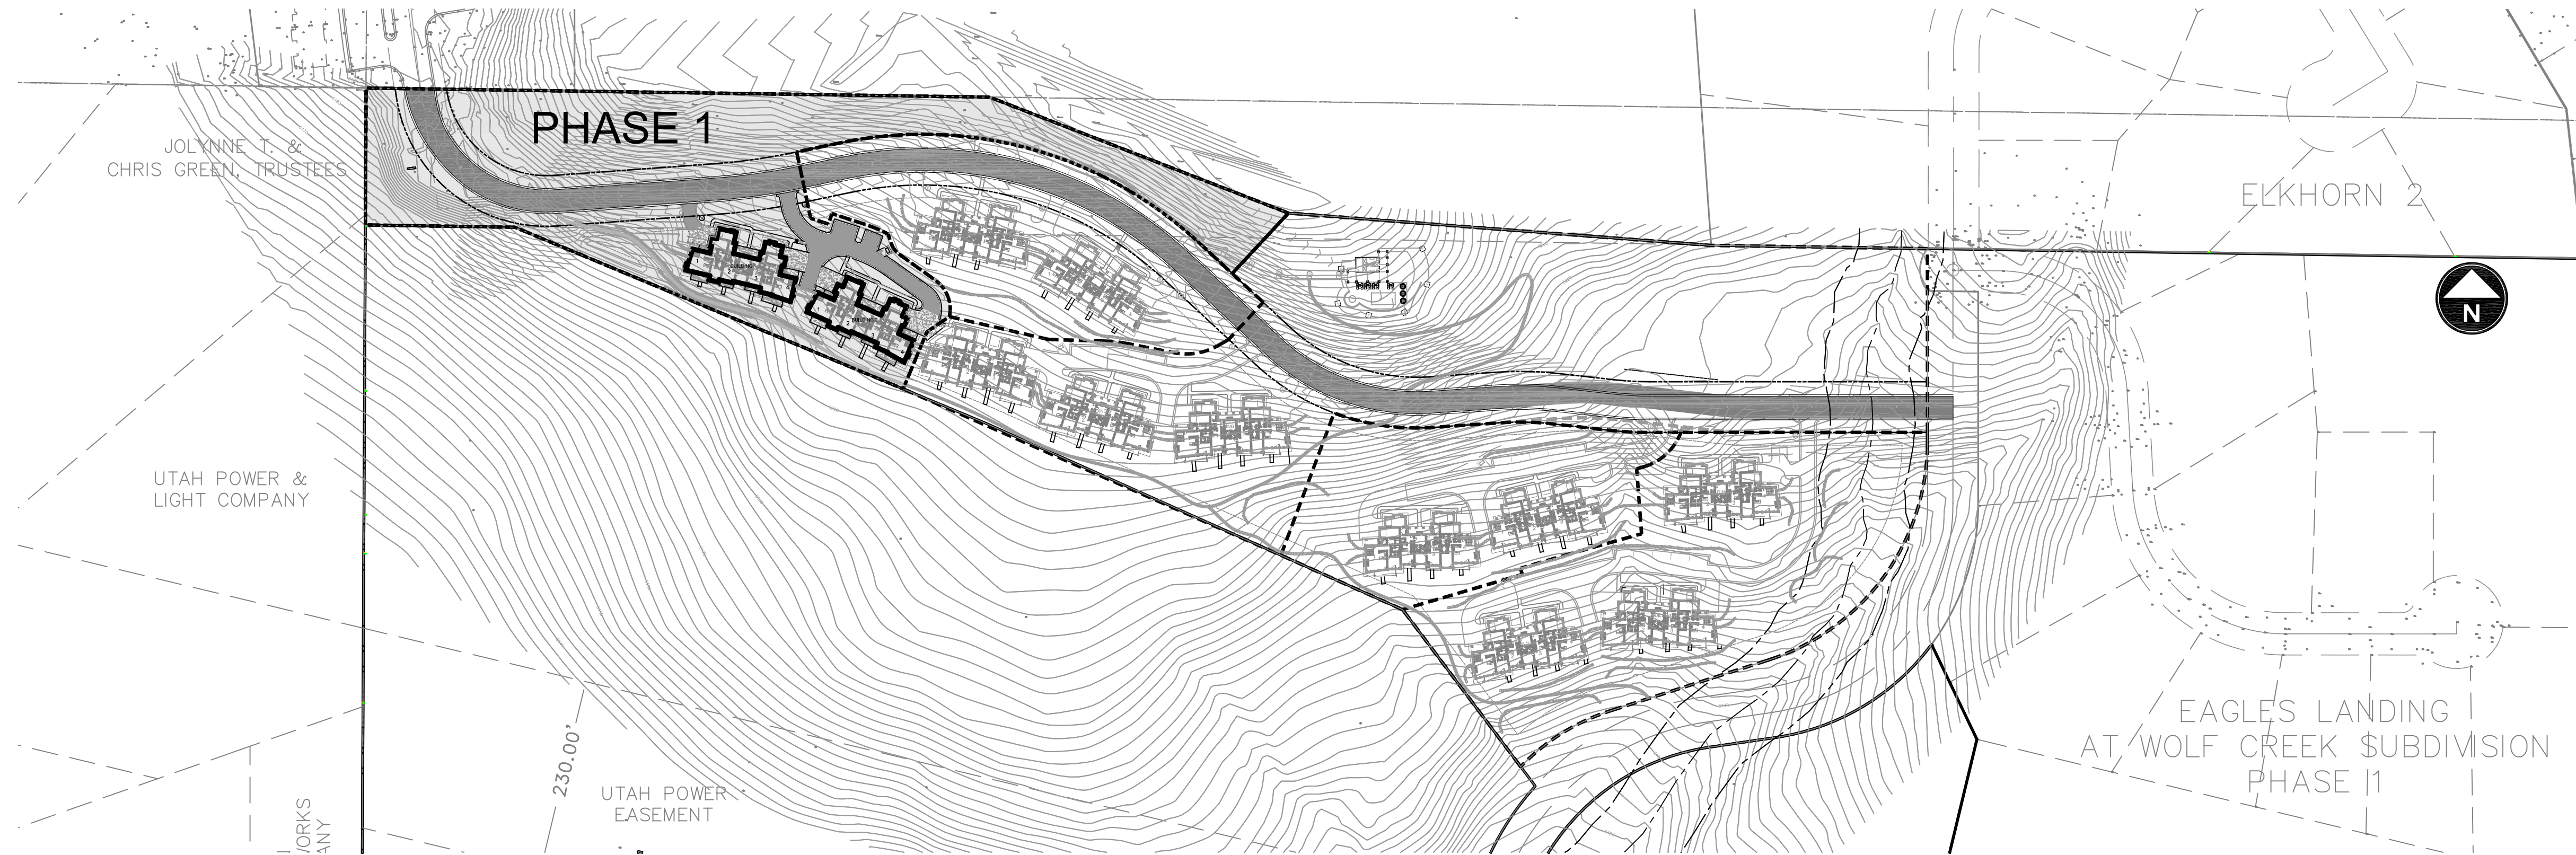 PHASE 1
JOLYNNE T. &
CHRIS GREEN, TRUSTEES
ELKHORN 2
N
UTAH POWER &
LIGHT COMPANY
230.00'
UTAH POWER
EASEMENT
EAGLES LANDING
AT WOLF CREEK SUBDIVISION
PHASE 1